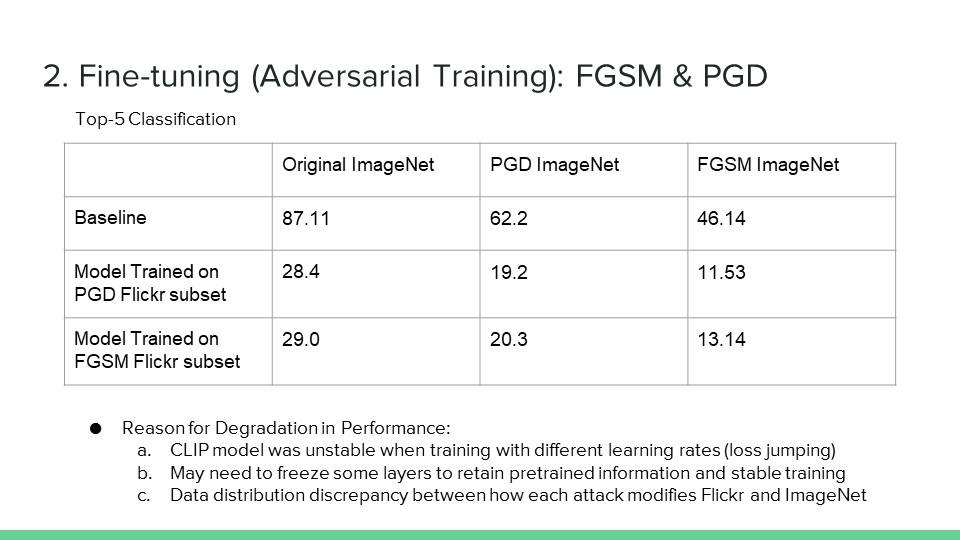 2. Fine-tuning (Adversarial Training): FGSM & PGD
Top-5 Classification
Original ImageNet PGD ImageNet FGSM ImageNet
Baseline 87.11 62.2 46.14
Model Trained on PGD Flickr subset 28.4 19.2 11.53
Model Trained on FGSM Flickr subset 29.0 20.3 13.14
● Reason for Degradation in Performance:
a. CLIP model was unstable when training with different learning rates (loss jumping)
b. May need to freeze some layers to retain pretrained information and stable training
c. Data distribution discrepancy between how each attack modifies Flickr and ImageNet